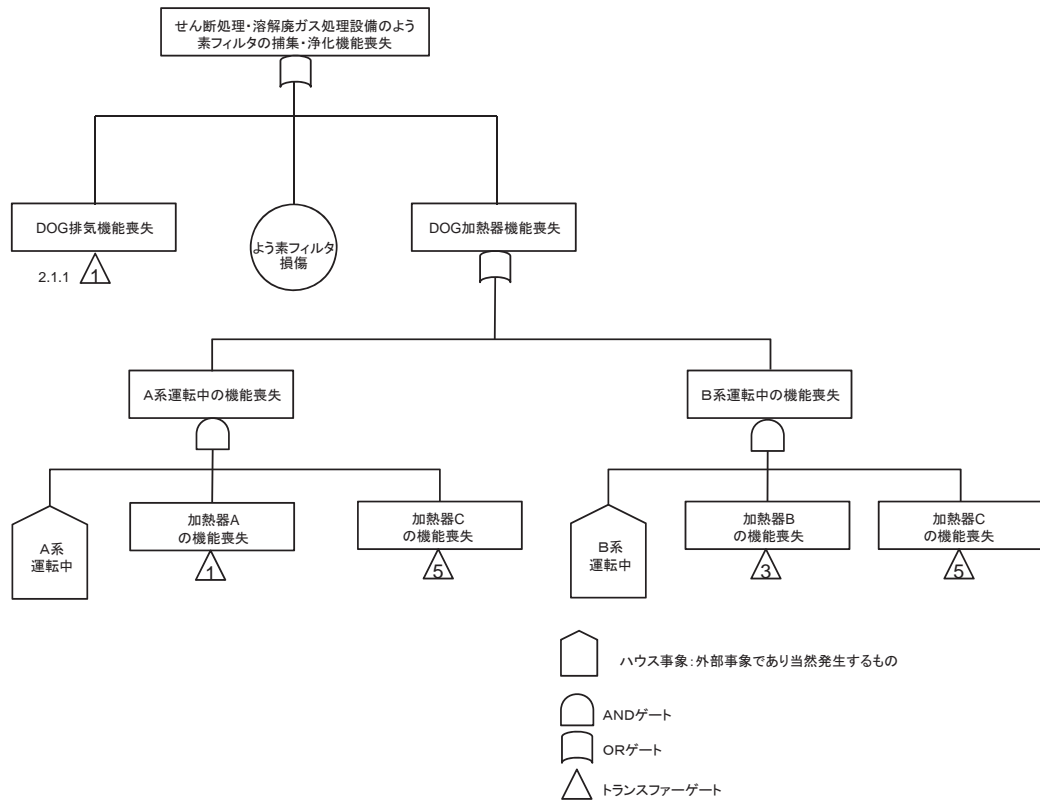 せん断処理・溶解廃ガス処理設備のよう
素フィルタの捕集・浄化機能喪失
DOG排気機能喪失
2.1.1
1
よう素フィルタ
損傷
DOG加熱器機能喪失
A系運転中の機能喪失
B系運転中の機能喪失
A系
運転中
加熱器A
の機能喪失
1
加熱器C
の機能喪失
5
B系
運転中
加熱器B
の機能喪失
3
加熱器C
の機能喪失
5
ハウス事象:外部事象であり当然発生するもの
ANDゲート
ORゲート
トランスファーゲート